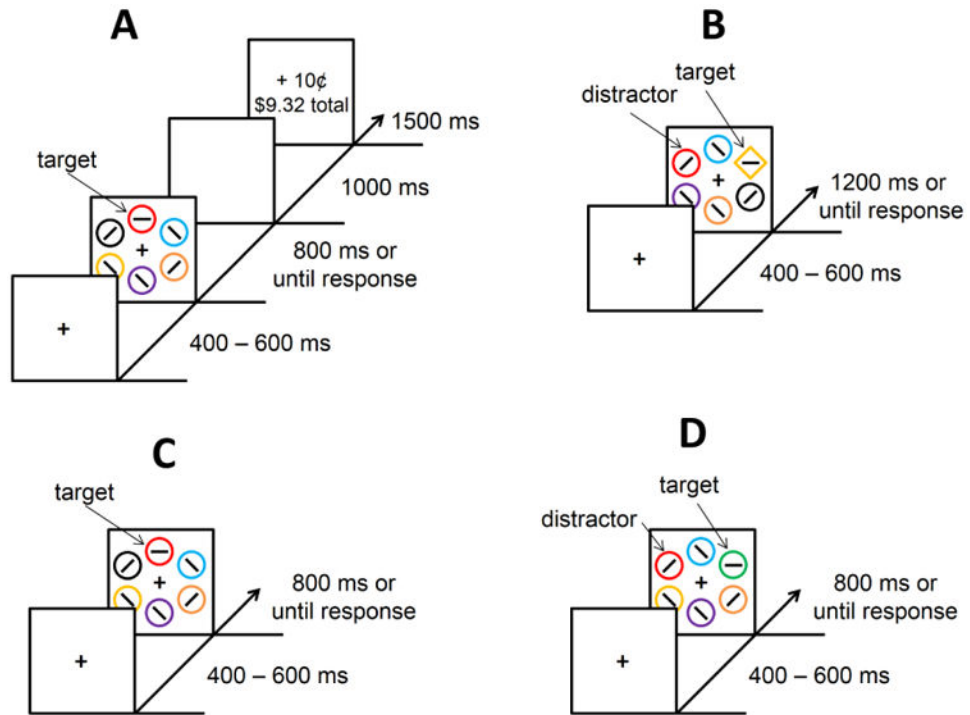 A
+ 10¢
$9.32 total
1500 ms
target
1000 ms
+
800 ms or
until response
+
400 – 600 ms
B
target
distractor
+
1200 ms or
until response
+
400 – 600 ms
C
target
+
800 ms or
until response
+
400 – 600 ms
D
target
distractor
+
800 ms or
until response
+
400 – 600 ms